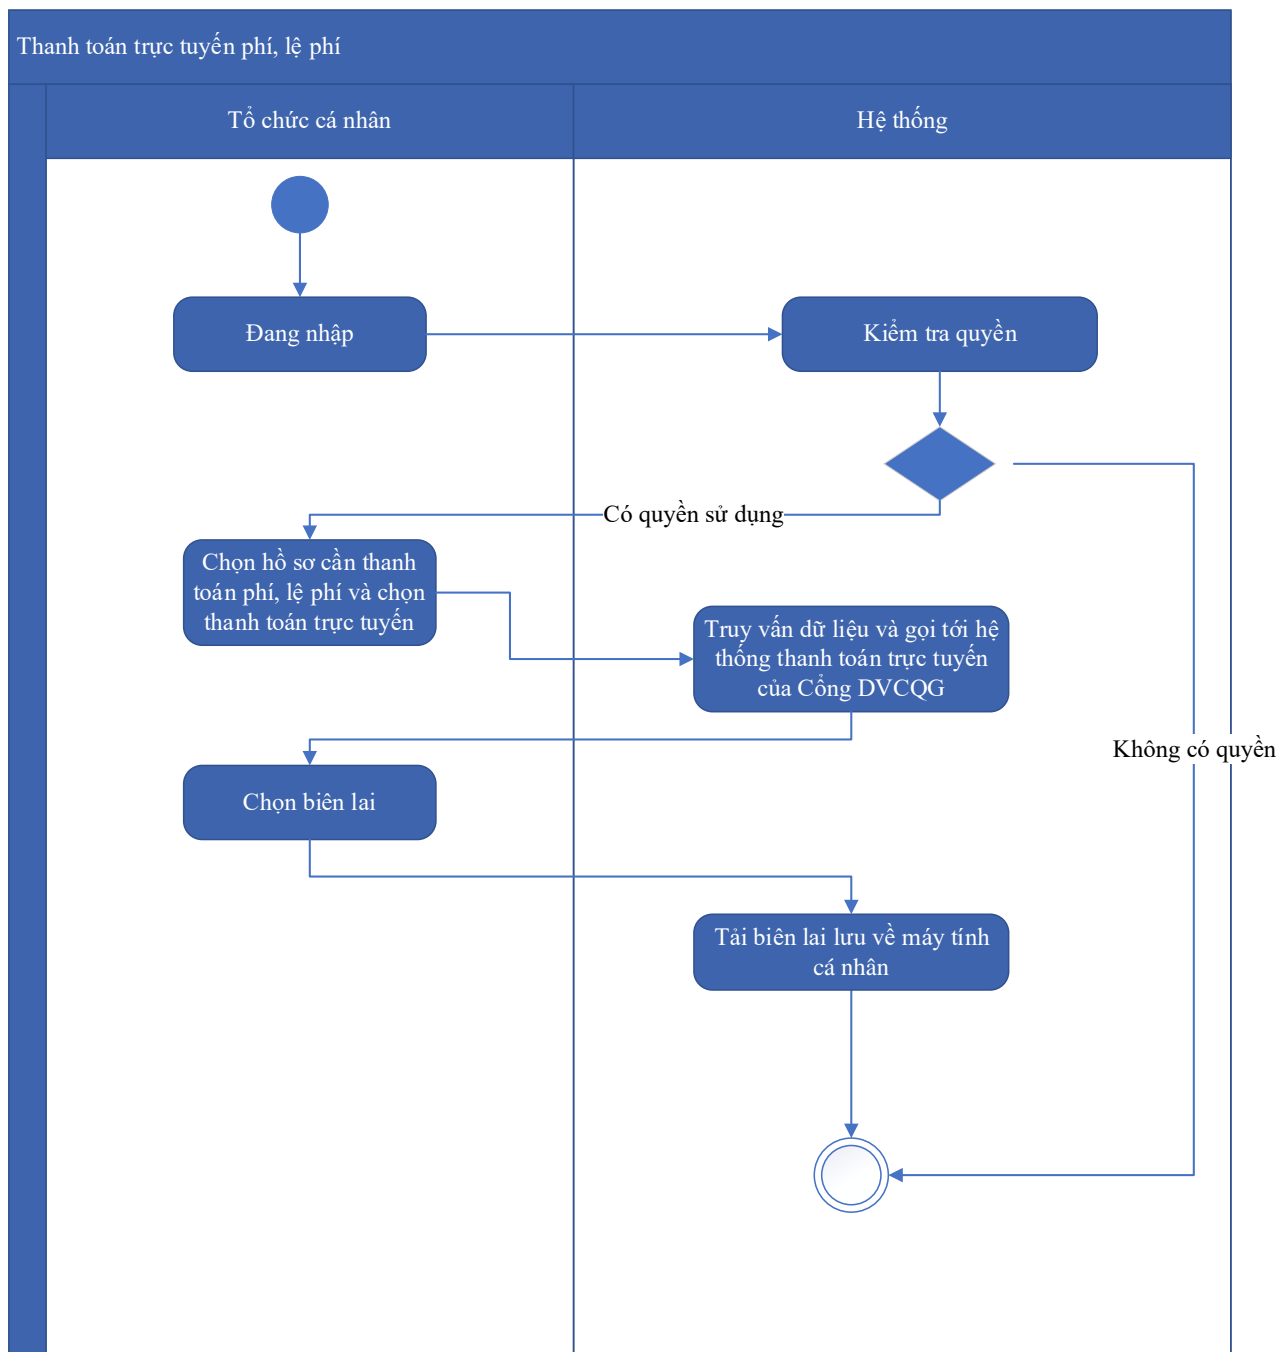 Thanh toán trực tuyến phí, lệ phí
Tổ chức cá nhân
Hệ thống
Đang nhập
Kiểm tra quyền
Có quyền sử dụng
Chọn hồ sơ cần thanh
toán phí, lệ phí và chọn
thanh toán trực tuyến
Truy vấn dữ liệu và gọi tới hệ
thống thanh toán trực tuyến
của Cổng DVCQG
Không có quyền
Chọn biên lai
Tải biên lai lưu về máy tính
cá nhân